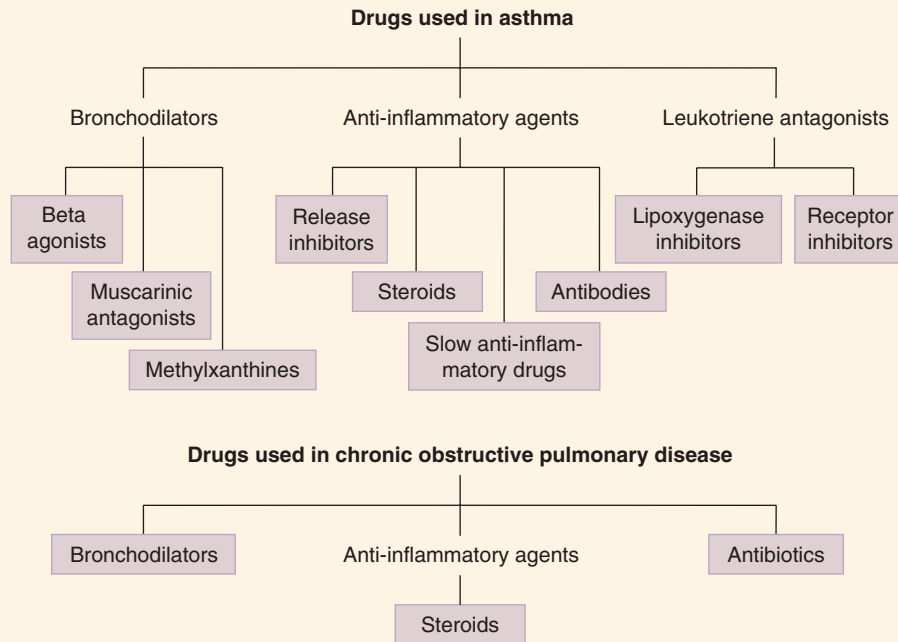 Drugs used in asthma
Bronchodilators
Anti-inflammatory agents
Leukotriene antagonists
Beta
agonists
Muscarinic
antagonists
Methylxanthines
Release
inhibitors
Steroids
Slow anti-inflam-
matory drugs
Antibodies
Lipoxygenase
inhibitors
Receptor
inhibitors
Drugs used in chronic obstructive pulmonary disease
Bronchodilators
Anti-inflammatory agents
Antibiotics
Steroids